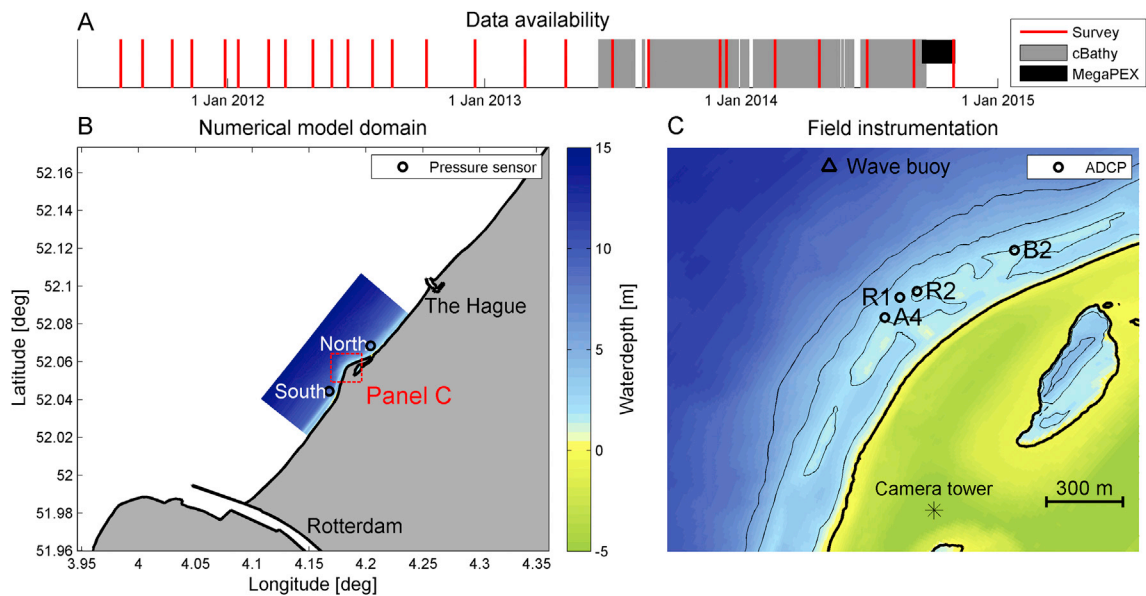 A
Data availability
Survey
cBathy
MegaPEX
1 Jan 2012
1 Jan 2013
1 Jan 2014
1 Jan 2015
B
Numerical model domain
Pressure sensor
52.16
52.14
52.12
52.1
52.08
52.06
52.04
52.02
52
51.98
51.96
Latitude [deg]
The Hague
North
South
Panel C
Rotterdam
3.95
4
4.05
4.1
4.15
4.2
4.25
4.3
4.35
Longitude [deg]
15
10
5
0
-5
Waterdepth [m]
C
Field instrumentation
Wave buoy
ADCP
B2
R2
R1
A4
Camera tower
300 m